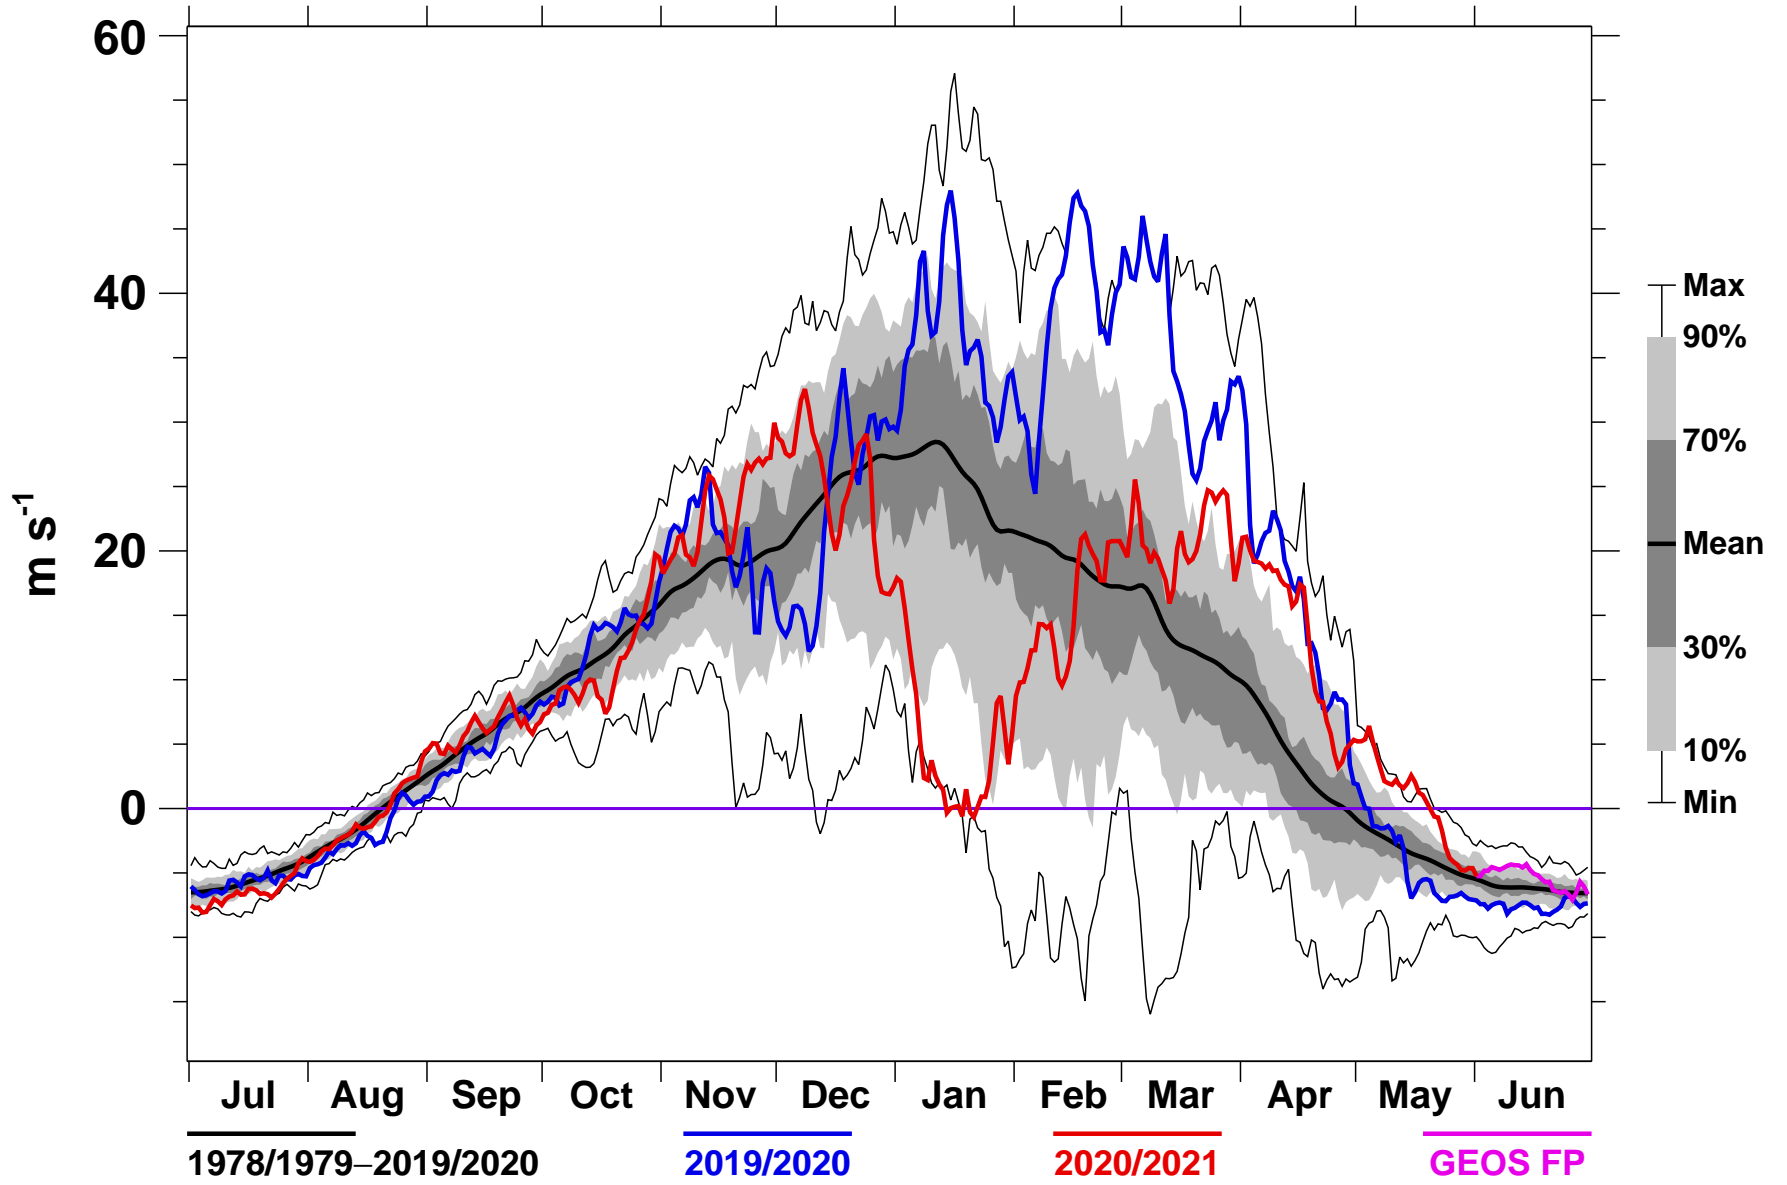 60
40
20
0
m s-1
Max
90%
70%
Mean
30%
10%
Min
Jul Aug Sep Oct Nov Dec Jan Feb Mar Apr May Jun
1978/1979–2019/2020 2019/2020 2020/2021 GEOS FP